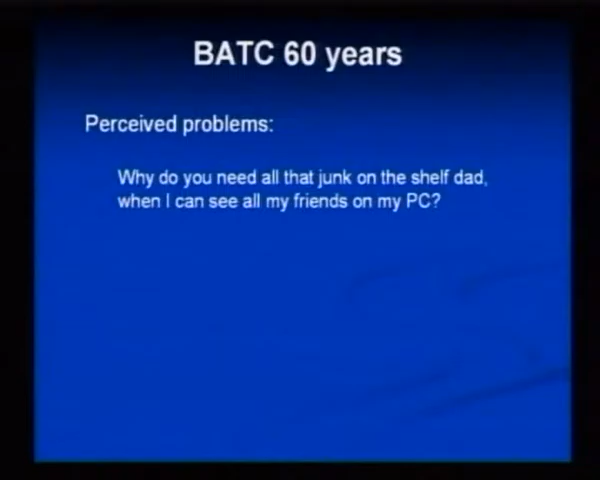 BATC 60 years
Perceived problems:
Why do you need all that junk on the shelf dad,
when I can see all my friends on my PC?